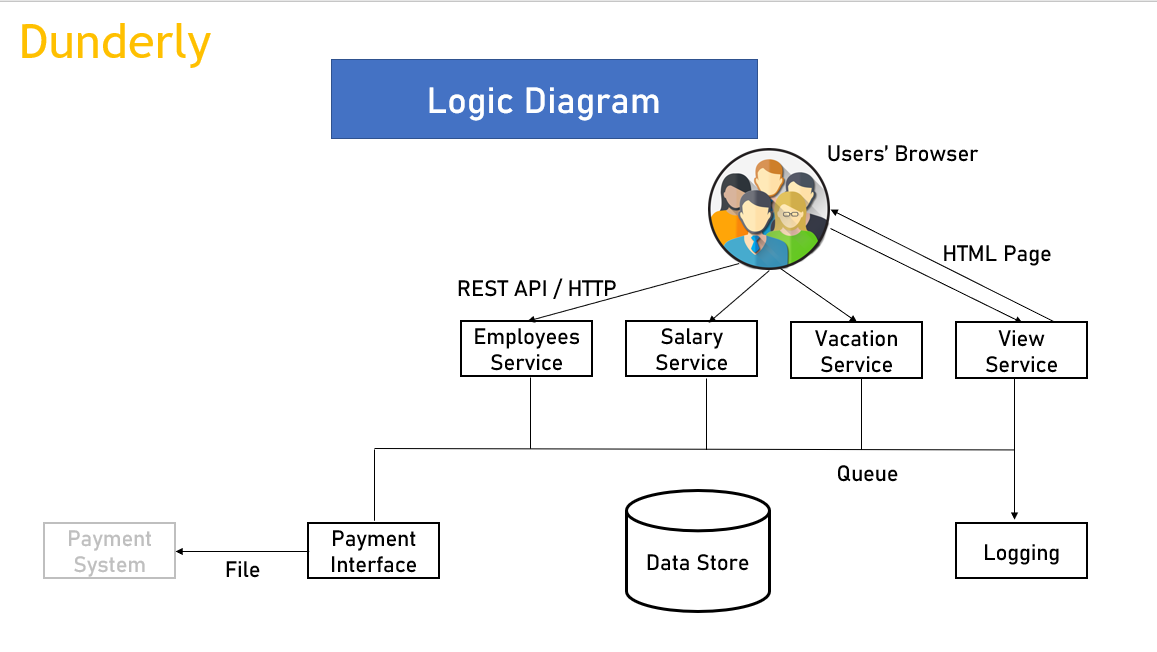 Dunderly
Logic Diagram
Users' Browser
HTML Page
REST API / HTTP
Employees
Service
Salary
Service
Vacation
Service
View
Service
Queue
Payment
System
File
Payment
Interface
Data Store
Logging